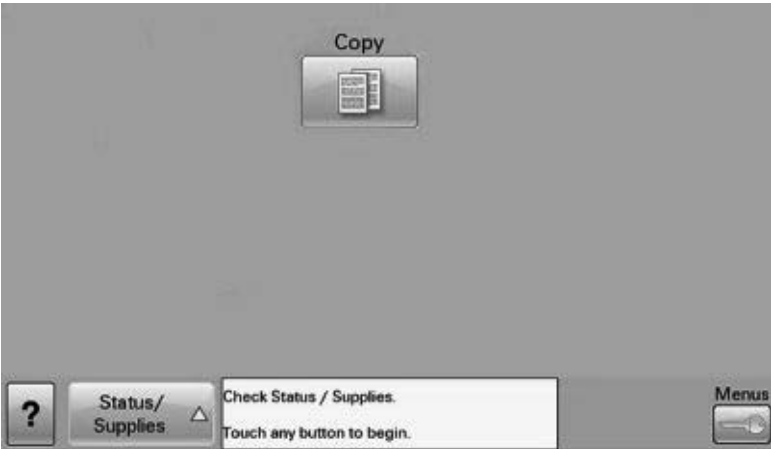 Copy
?
Status/
Supplies
Check Status / Supplies.
Touch any button to begin.
Menus